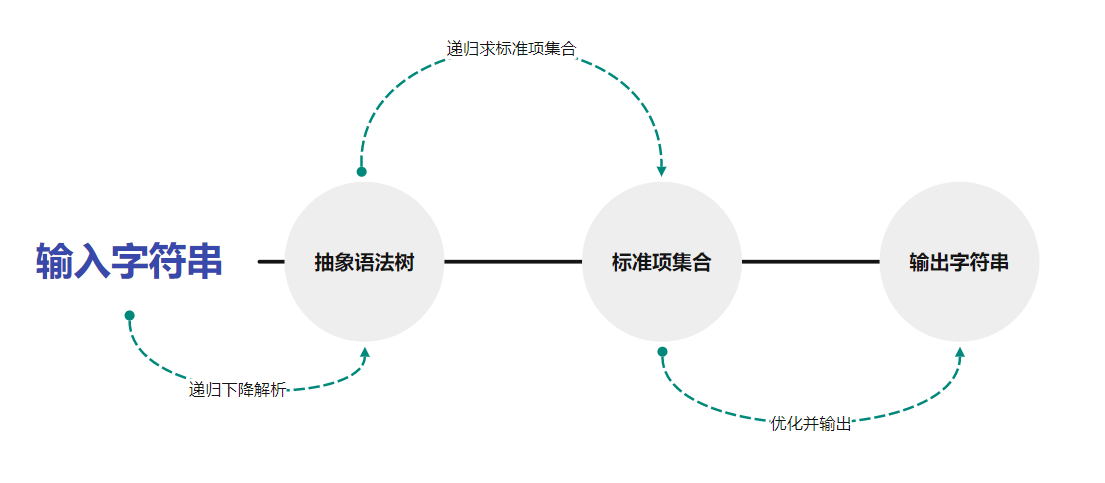 递归求标准项集合
输入字符串
抽象语法树
标准项集合
输出字符串
递归下降解析
优化并输出